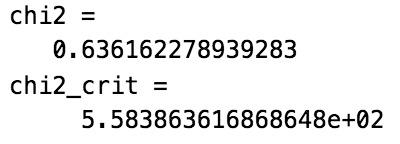 chi2 =
0.636162278939283
chi2_crit =
5.583863616868648e+02